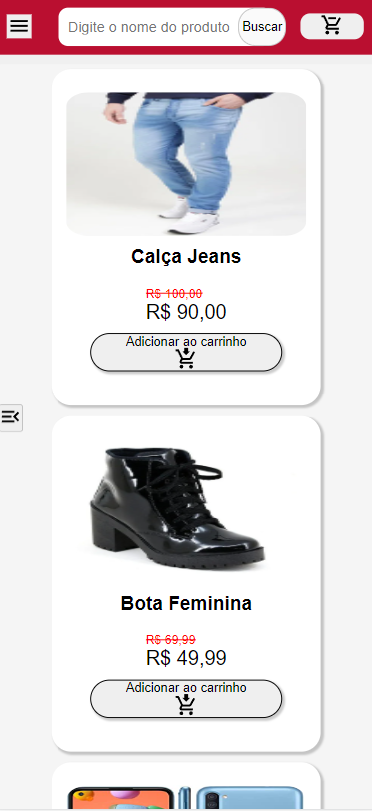 Digite o nome do produto
Buscar
Calça Jeans
R$ 100,00
R$ 90,00
Adicionar ao carrinho
Bota Feminina
R$ 69,99
R$ 49,99
Adicionar ao carrinho